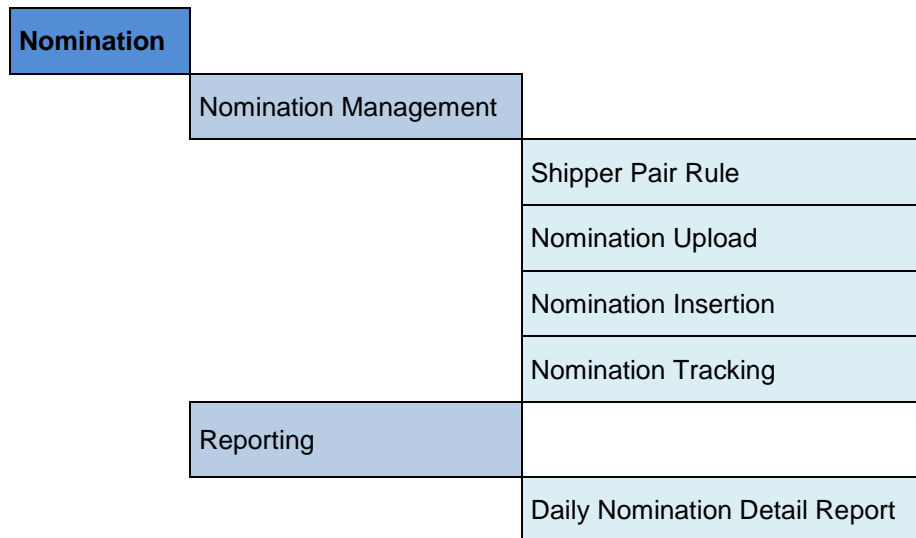 Nomination
Nomination Management
Shipper Pair Rule
Nomination Upload
Nomination Insertion
Nomination Tracking
Reporting
Daily Nomination Detail Report